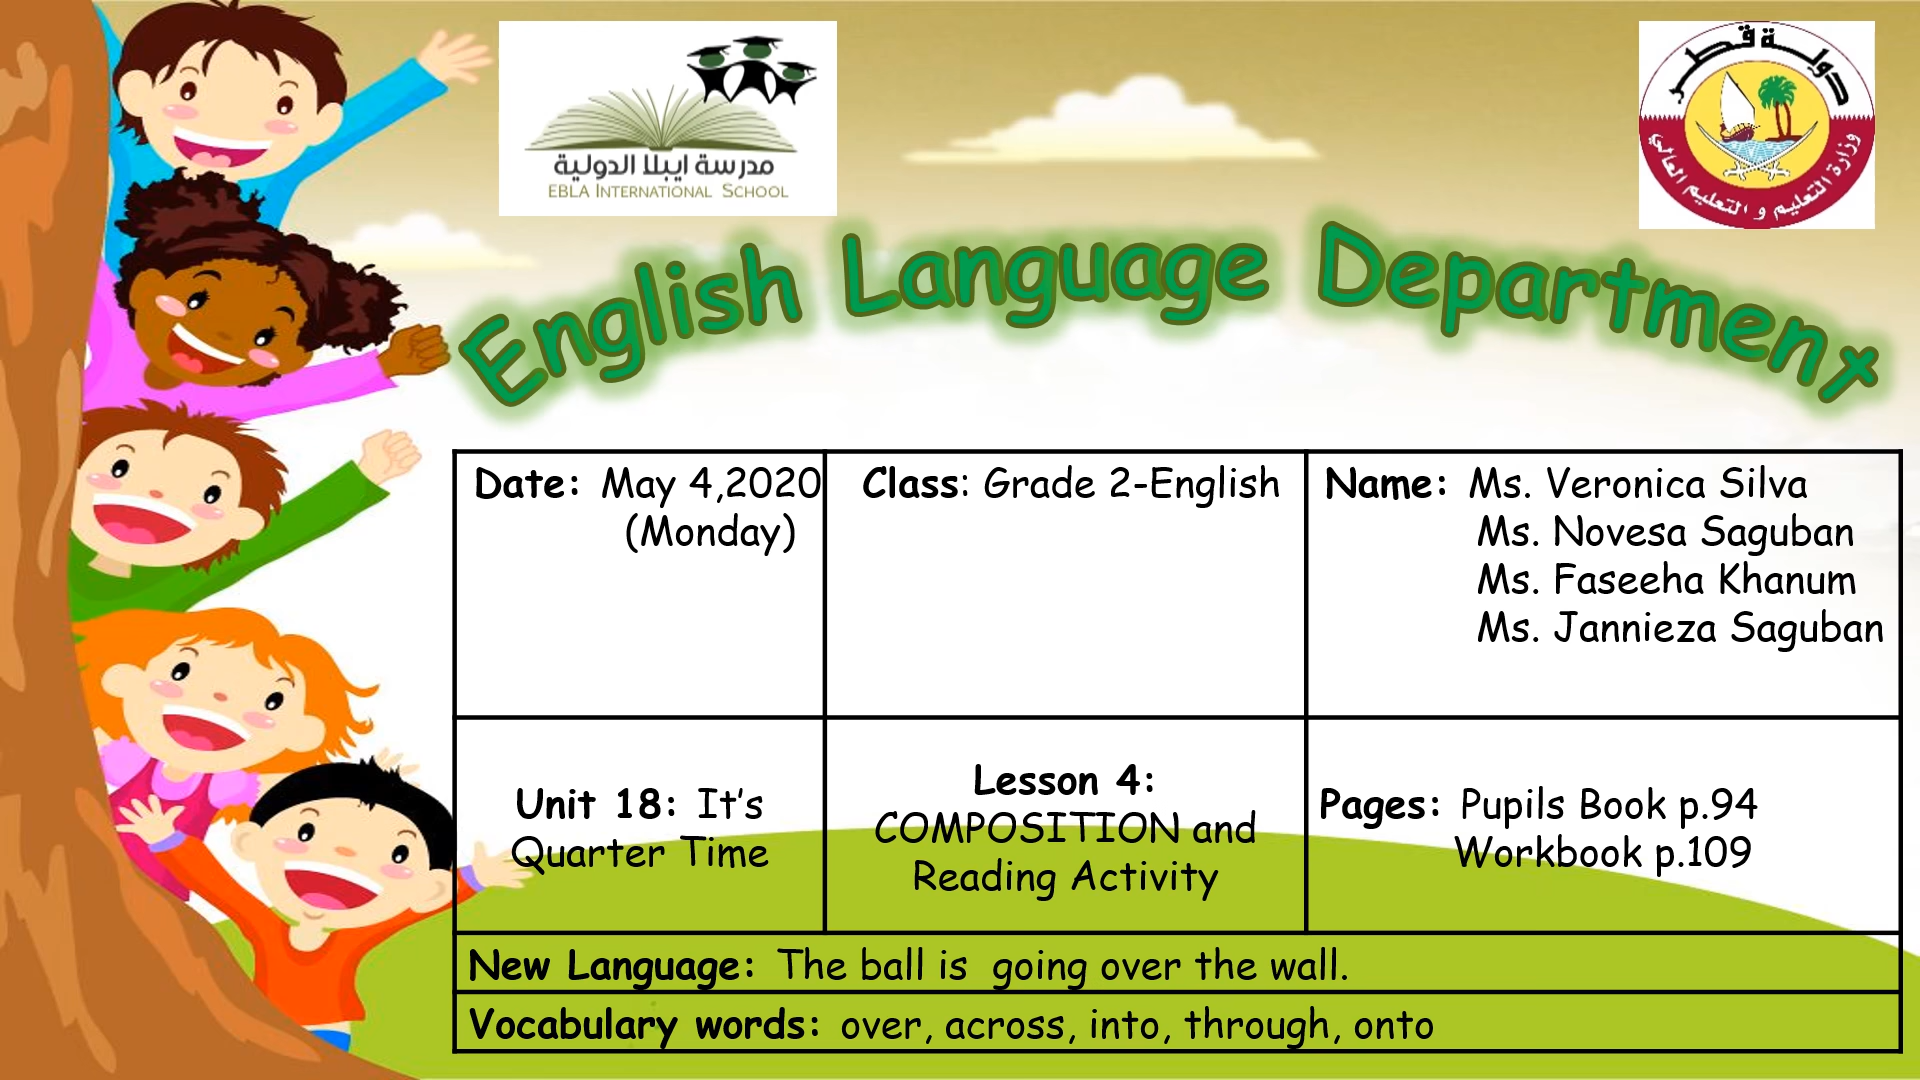 مدرسة ايبلا الدولية
EBLA INTERNATIONAL SCHOOL
دولة قطر
وزارة التعليم و التعليم العالي
English Language Department
Date: May 4,2020
(Monday)
Class: Grade 2-English
Name: Ms. Veronica Silva
Ms. Novesa Saguban
Ms. Faseeha Khanum
Ms. Jannieza Saguban
Unit 18: It’s
Quarter Time
Lesson 4:
COMPOSITION and
Reading Activity
Pages: Pupils Book p.94
Workbook p.109
New Language: The ball is going over the wall.
Vocabulary words: over, across, into, through, onto